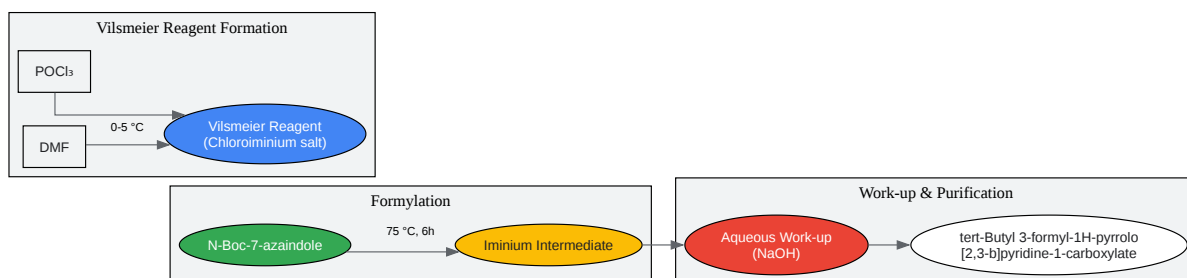 Vilsmeier Reagent Formation
POCl₃
0-5 °C
DMF
Vilsmeier Reagent
(Chloroiminium salt)
Formylation
N-Boc-7-azaindole
75 °C, 6h
Iminium Intermediate
Work-up & Purification
Aqueous Work-up
(NaOH)
tert-Butyl 3-formyl-1H-pyrrolo
[2,3-b]pyridine-1-carboxylate